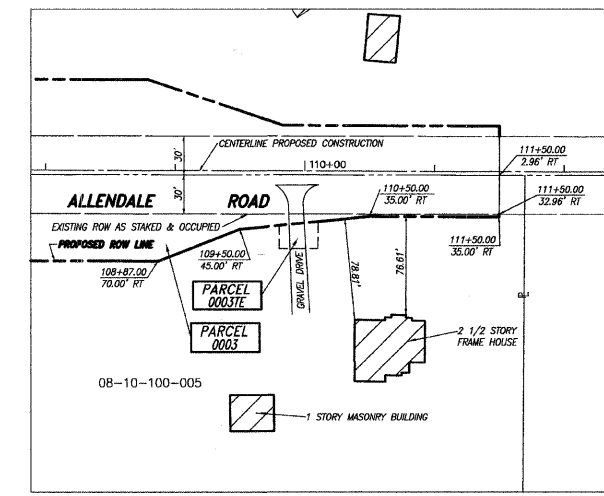 30'
CENTERLINE PROPOSED CONSTRUCTION
110+00
111+50.00
2.96' RT
30'
ALLENDALE ROAD
110+50.00
35.00' RT
111+50.00
32.96' RT
EXISTING ROW AS STAKED & OCCUPIED
PROPOSED ROW LINE
109+50.00
45.00' RT
111+50.00
35.00' RT
108+87.00
70.00' RT
GRAVEL DRIVE
78.81'
76.61'
PARCEL
0003TE
PARCEL
0003
2 1/2 STORY
FRAME HOUSE
08-10-100-005
1 STORY MASONRY BUILDING